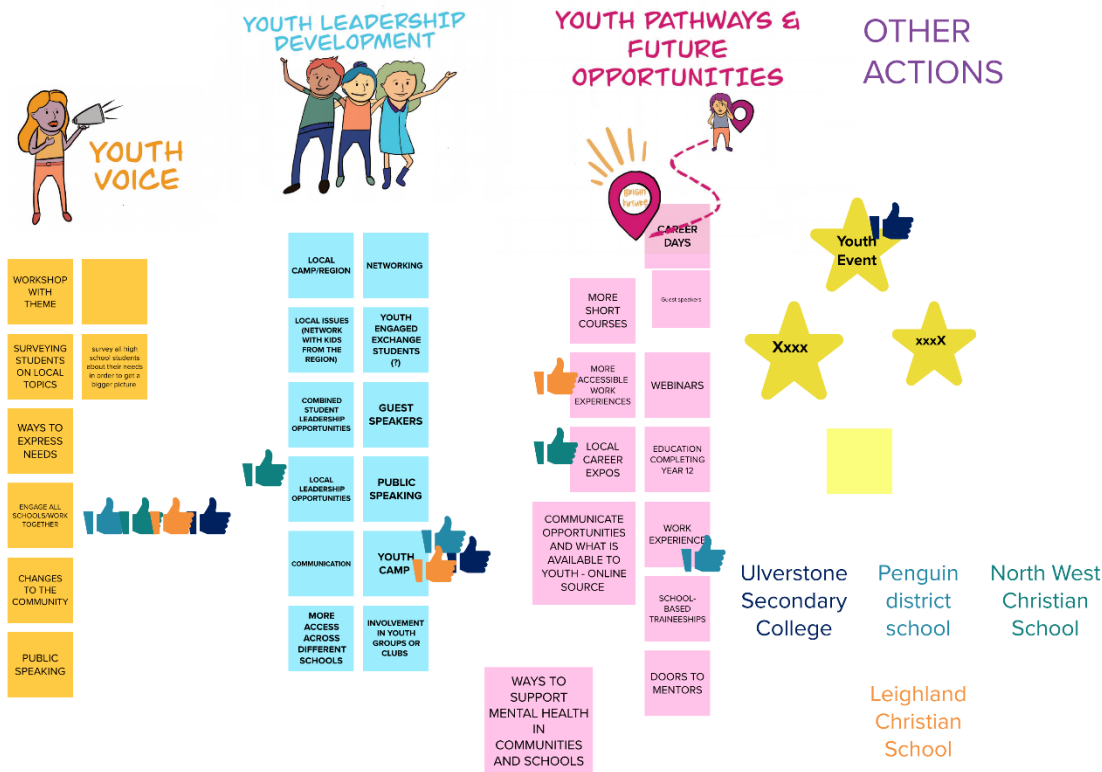 YOUTH
VOICE
WORKSHOP
WITH
THEME
SURVEYING
STUDENTS
ON LOCAL
TOPICS
survey all high
school students
about their needs
in order to get a
bigger picture
WAYS TO
EXPRESS
NEEDS
ENGAGE ALL
SCHOOLS/WORK
TOGETHER
CHANGES
TO THE
COMMUNITY
PUBLIC
SPEAKING
YOUTH LEADERSHIP
DEVELOPMENT
LOCAL
CAMP/REGION
NETWORKING
LOCAL ISSUES
(NETWORK
WITH KIDS
FROM THE
REGION)
YOUTH
ENGAGED
EXCHANGE
STUDENTS
(?)
COMBINED
STUDENT
LEADERSHIP
OPPORTUNITIES
GUEST
SPEAKERS
LOCAL
LEADERSHIP
OPPORTUNITIES
PUBLIC
SPEAKING
COMMUNICATION
YOUTH
CAMP
MORE
ACCESS
ACROSS
DIFFERENT
SCHOOLS
INVOLVEMENT
IN YOUTH
GROUPS OR
CLUBS
YOUTH PATHWAYS &
FUTURE
OPPORTUNITIES
BRIGHT
FUTURE
CAREER
DAYS
MORE
SHORT
COURSES
Guest speakers
MORE
ACCESSIBLE
WORK
EXPERIENCES
WEBINARS
LOCAL
CAREER
EXPOS
EDUCATION
COMPLETING
YEAR 12
COMMUNICATE
OPPORTUNITIES
AND WHAT IS
AVAILABLE TO
YOUTH - ONLINE
SOURCE
WORK
EXPERIENCE
SCHOOL-
BASED
TRAINEESHIPS
DOORS TO
MENTORS
WAYS TO
SUPPORT
MENTAL HEALTH
IN
COMMUNITIES
AND SCHOOLS
OTHER
ACTIONS
Youth
Event
Xxxx
xxxX
Ulverstone
Secondary
College
Penguin
district
school
North West
Christian
School
Leighland
Christian
School